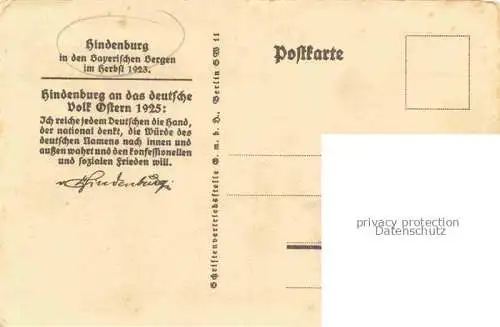 Hindenburg
in den Bayerischen Bergen
im Herbst 1923.
Hindenburg an das deutsche
Volk Ostern 1925:
Ich reiche jedem Deutschen die Hand,
der national denkt, die Würde des
deutschen Namens nach innen und
außen wahrt und den konfessionellen
und sozialen Frieden will.
v. Hindenburg
Schriftenvertriebsstelle G. m. b. H., Berlin SW 11
Postkarte
privacy protection
Datenschutz